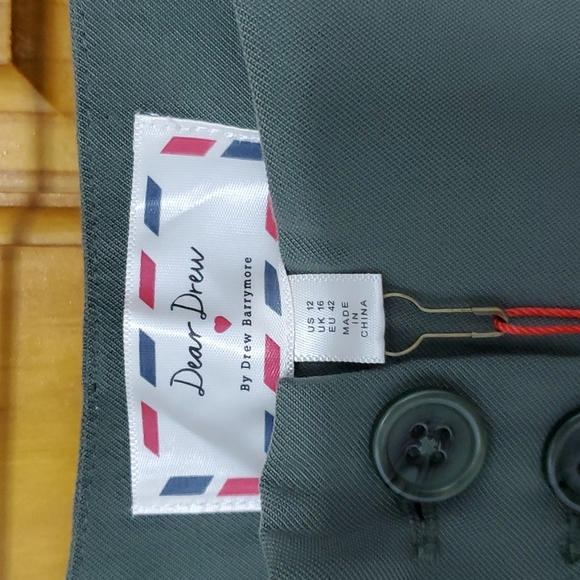 Dear Drew
By Drew Barrymore
US 12
UK 16
EU 42
MADE
IN
CHINA